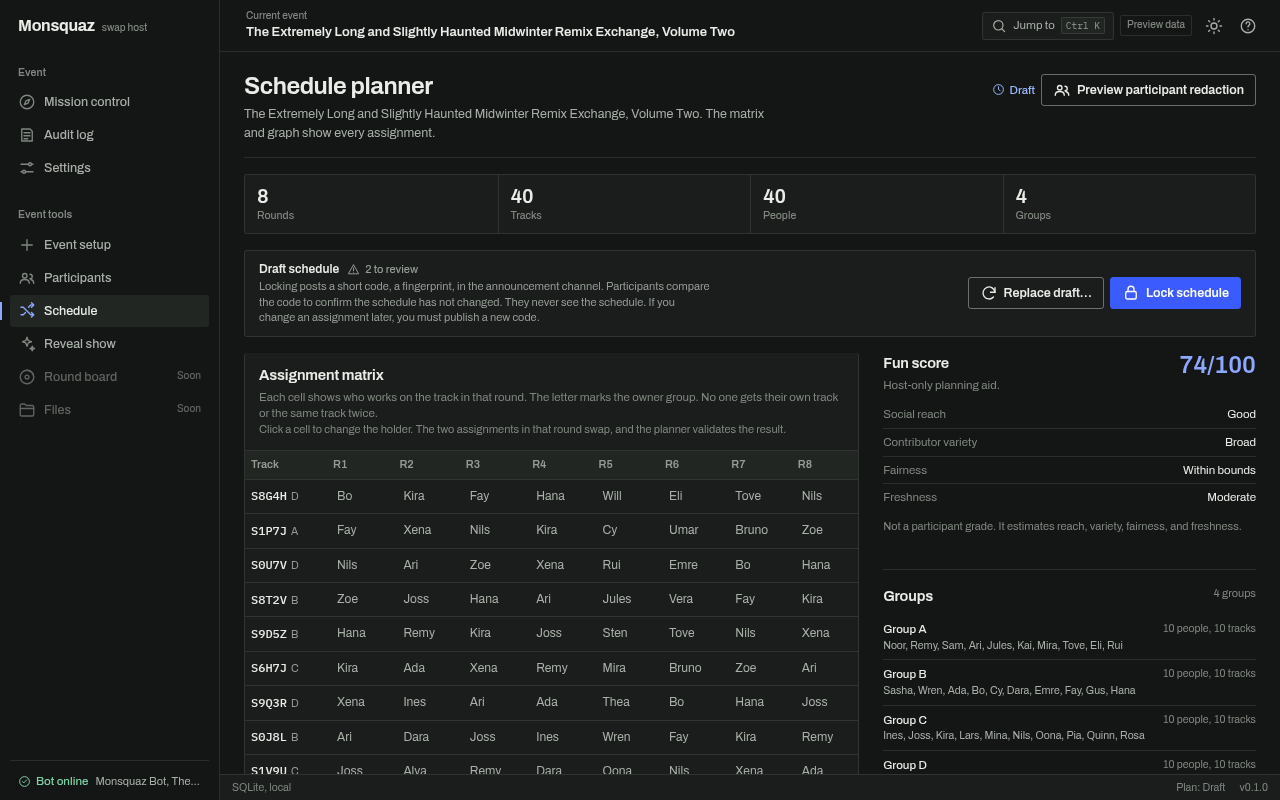 Monsquaz swap host
Event
Mission control
Audit log
Settings
Event tools
Event setup
Participants
Schedule
Reveal show
Round board Soon
Files Soon
Bot online Monsquaz Bot, The...
Current event
The Extremely Long and Slightly Haunted Midwinter Remix Exchange, Volume Two
Jump to Ctrl K
Preview data
Schedule planner
The Extremely Long and Slightly Haunted Midwinter Remix Exchange, Volume Two. The matrix
and graph show every assignment.
Draft
Preview participant redaction
8
Rounds
40
Tracks
40
People
4
Groups
Draft schedule 2 to review
Locking posts a short code, a fingerprint, in the announcement channel. Participants compare
the code to confirm the schedule has not changed. They never see the schedule. If you
change an assignment later, you must publish a new code.
Replace draft...
Lock schedule
Assignment matrix
Each cell shows who works on the track in that round. The letter marks the owner group. No one gets their own track
or the same track twice.
Click a cell to change the holder. The two assignments in that round swap, and the planner validates the result.
Track R1 R2 R3 R4 R5 R6 R7 R8
S8G4H D Bo Kira Fay Hana Will Eli Tove Nils
S1P7J A Fay Xena Nils Kira Cy Umar Bruno Zoe
S0U7V D Nils Ari Zoe Xena Rui Emre Bo Hana
S8T2V B Zoe Joss Hana Ari Jules Vera Fay Kira
S9D5Z B Hana Remy Kira Joss Sten Tove Nils Xena
S6H7J C Kira Ada Xena Remy Mira Bruno Zoe Ari
S9Q3R D Xena Ines Ari Ada Thea Bo Hana Joss
S0J8L B Ari Dara Joss Ines Wren Fay Kira Remy
S1V9U C Joss Alva Remy Dara Oona Nils Xena Ada
Fun score 74/100
Host-only planning aid.
Social reach Good
Contributor variety Broad
Fairness Within bounds
Freshness Moderate
Not a participant grade. It estimates reach, variety, fairness, and freshness.
Groups 4 groups
Group A 10 people, 10 tracks
Noor, Remy, Sam, Ari, Jules, Kai, Mira, Tove, Eli, Rui
Group B 10 people, 10 tracks
Sasha, Wren, Ada, Bo, Cy, Dara, Emre, Fay, Gus, Hana
Group C 10 people, 10 tracks
Ines, Joss, Kira, Lars, Mina, Nils, Oona, Pia, Quinn, Rosa
Group D 10 people, 10 tracks
SQLite, local
Plan: Draft v0.1.0